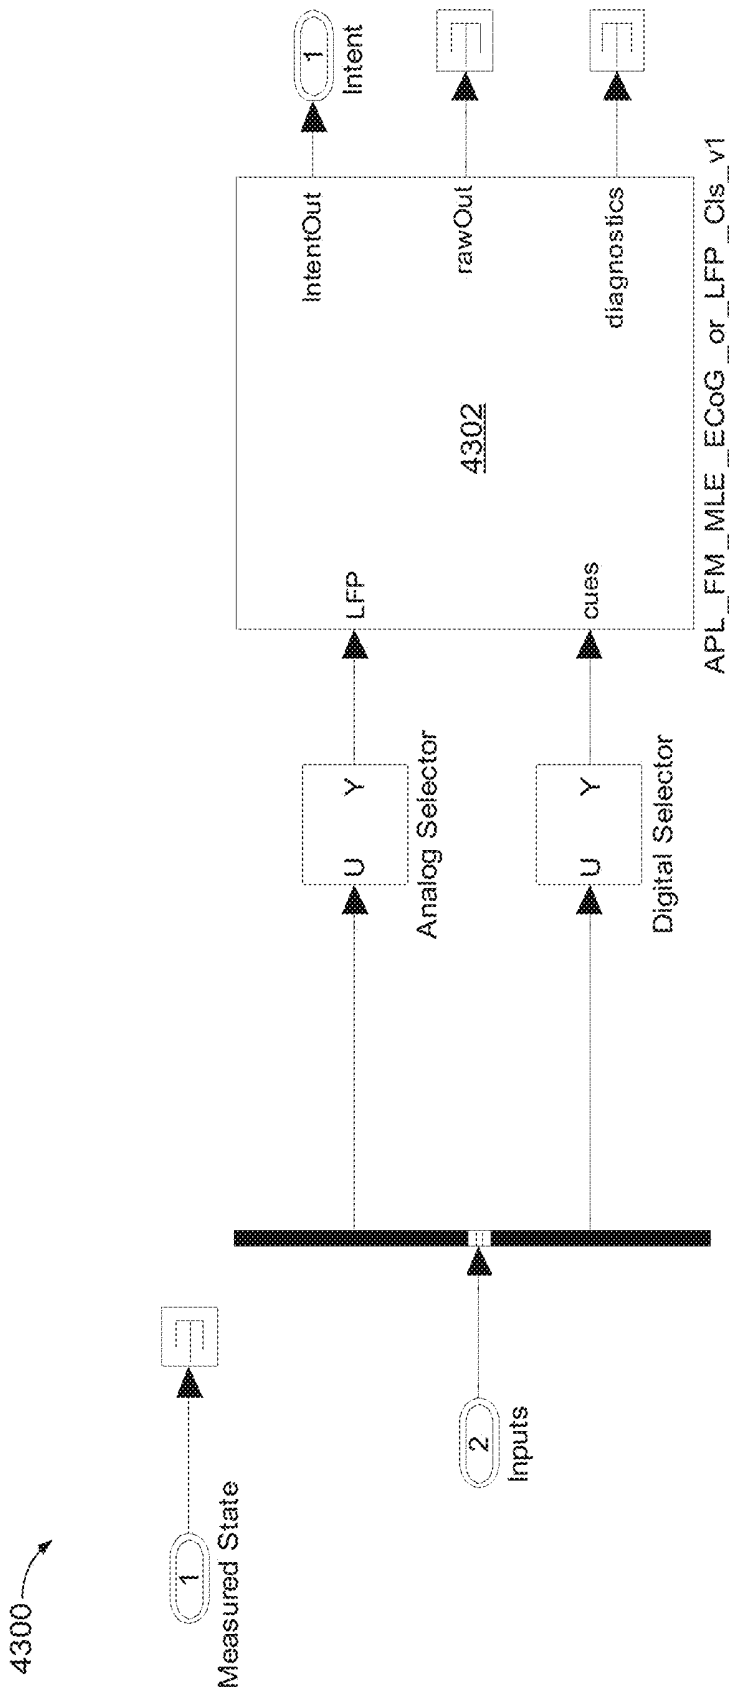 4300
1
Measured State
2
Inputs
U Y
Analog Selector
U Y
Digital Selector
LFP
cues
4302
IntentOut
rawOut
diagnostics
APL_FM_MLE_ECoG_or_LFP_Cls_v1
1
Intent